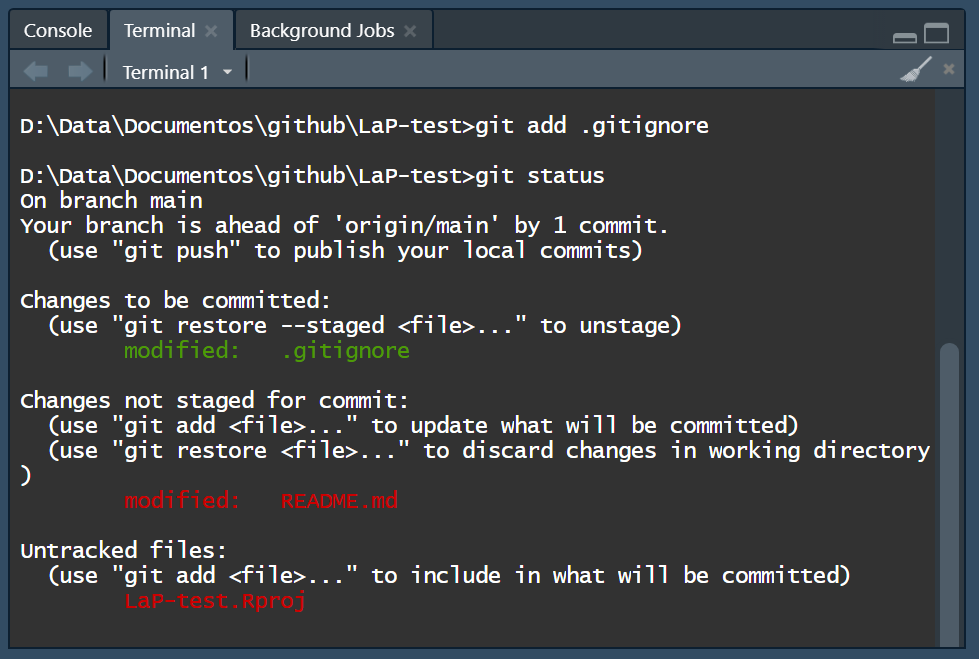 Console Terminal Background Jobs
Terminal 1
D:\Data\Documentos\github\LaP-test>git add .gitignore
D:\Data\Documentos\github\LaP-test>git status
On branch main
Your branch is ahead of 'origin/main' by 1 commit.
  (use "git push" to publish your local commits)
Changes to be committed:
  (use "git restore --staged <file>..." to unstage)
        modified:   .gitignore
Changes not staged for commit:
  (use "git add <file>..." to update what will be committed)
  (use "git restore <file>..." to discard changes in working directory
)
        modified:   README.md
Untracked files:
  (use "git add <file>..." to include in what will be committed)
        LaP-test.Rproj